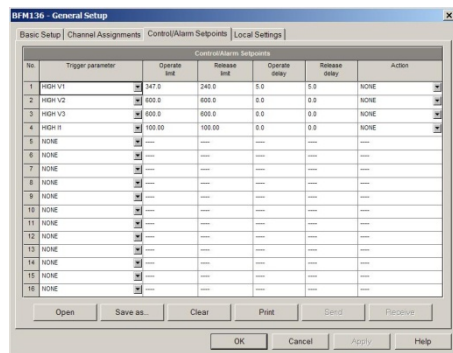 BFM136 - General Setup
Basic Setup Channel Assignments Control/Alarm Setpoints Local Settings
Control/Alarm Setpoints
No. Trigger parameter Operate limit Release limit Operate delay Release delay Action
1 HIGH V1 347.0 240.0 5.0 5.0 NONE
2 HIGH V2 600.0 600.0 0.0 0.0 NONE
3 HIGH V3 600.0 600.0 0.0 0.0 NONE
4 HIGH I1 100.00 100.00 0.0 0.0 NONE
5 NONE ---- ---- ---- ----
6 NONE ---- ---- ---- ----
7 NONE ---- ---- ---- ----
8 NONE ---- ---- ---- ----
9 NONE ---- ---- ---- ----
10 NONE ---- ---- ---- ----
11 NONE ---- ---- ---- ----
12 NONE ---- ---- ---- ----
13 NONE ---- ---- ---- ----
14 NONE ---- ---- ---- ----
15 NONE ---- ---- ---- ----
16 NONE ---- ---- ---- ----
Open Save as... Clear Print Send Receive
OK Cancel Apply Help